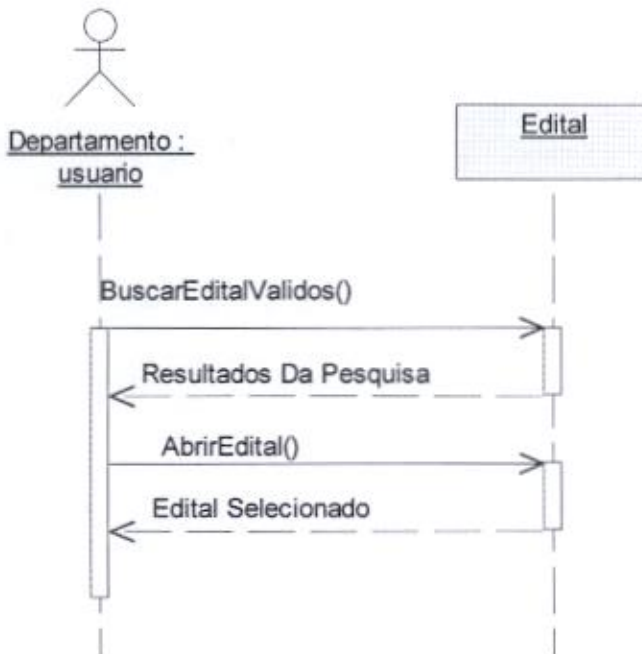 Departamento :
usuario
Edital
BuscarEditalValidos()
Resultados Da Pesquisa
AbrirEdital()
Edital Selecionado